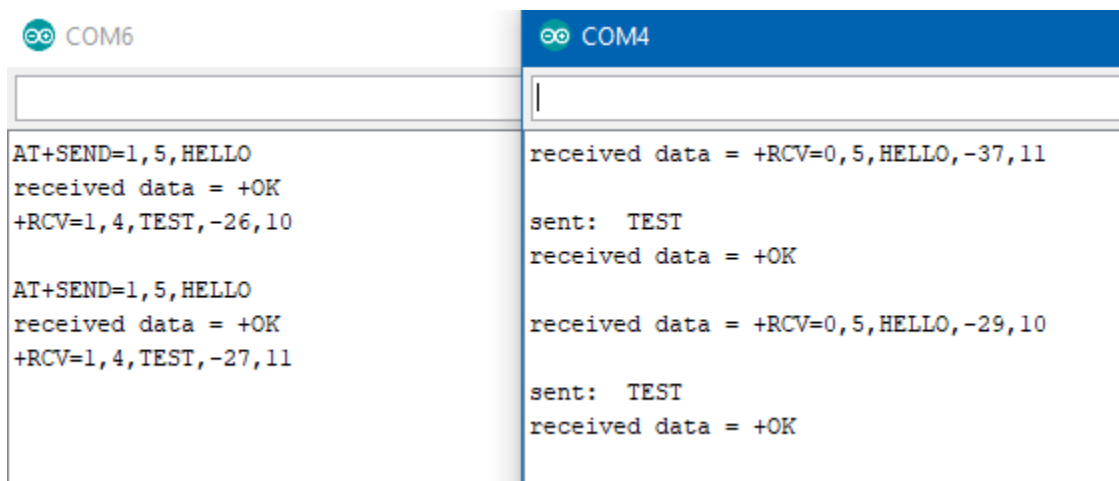 COM6
AT+SEND=1,5,HELLO
received data = +OK
+RCV=1,4,TEST,-26,10
AT+SEND=1,5,HELLO
received data = +OK
+RCV=1,4,TEST,-27,11
COM4
received data = +RCV=0,5,HELLO,-37,11
sent:  TEST
received data = +OK
received data = +RCV=0,5,HELLO,-29,10
sent:  TEST
received data = +OK